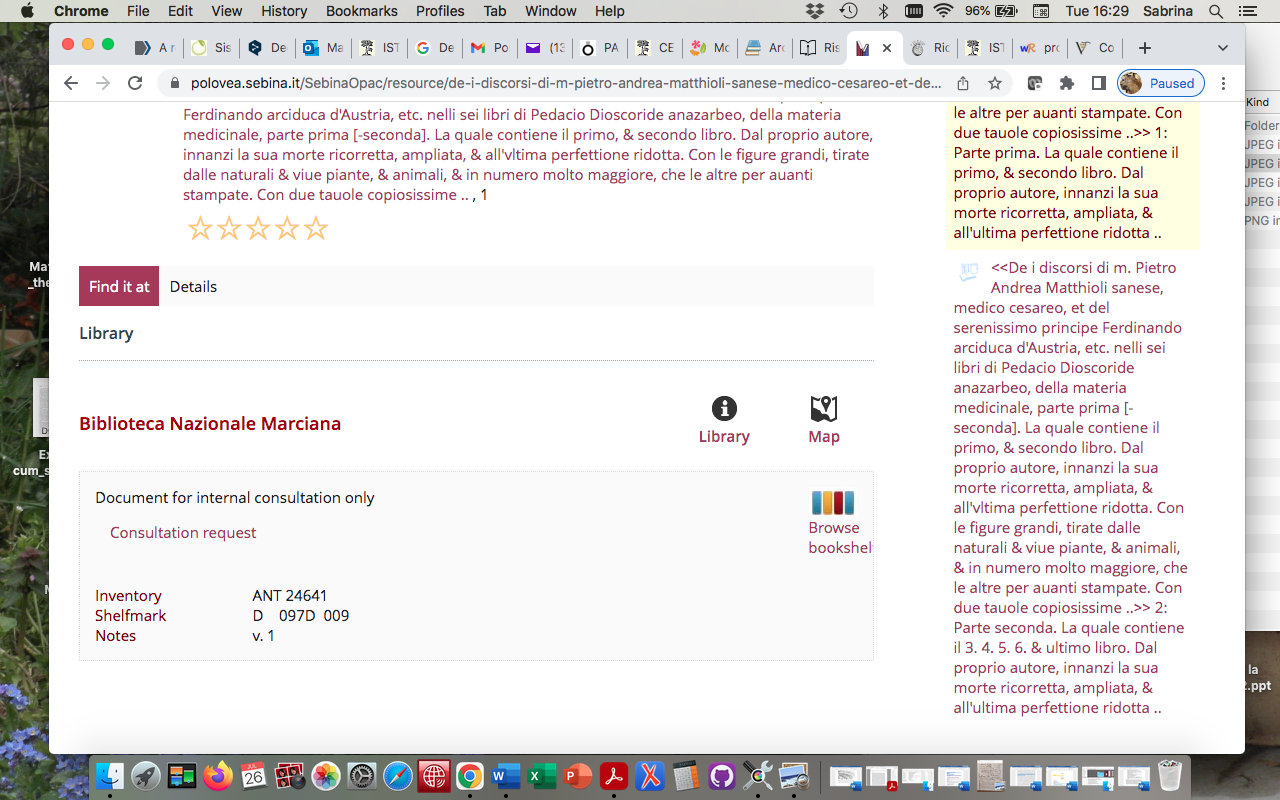 Chrome File Edit View History Bookmarks Profiles Tab Window Help 96% Tue 16:29 Sabrina
A r Sis De Ma IST De Po (13 PA CE Mc Arc Ris Ric IST pro Co
polovea.sebina.it/SebinaOpac/resource/de-i-discorsi-di-m-pietro-andrea-matthioli-sanese-medico-cesareo-et-de... Paused
Ferdinando arciduca d'Austria, etc. nelli sei libri di Pedacio Dioscoride anazarbeo, della materia
medicinale, parte prima [-seconda]. La quale contiene il primo, & secondo libro. Dal proprio autore,
innanzi la sua morte ricorretta, ampliata, & all'vltima perfettione ridotta. Con le figure grandi, tirate
dalle naturali & viue piante, & animali, & in numero molto maggiore, che le altre per auanti
stampate. Con due tauole copiosissime .. , 1
Find it at Details
Library
Biblioteca Nazionale Marciana
Library Map
Document for internal consultation only
Consultation request
Browse
bookshel
Inventory ANT 24641
Shelfmark D 097D 009
Notes v. 1
le altre per auanti stampate. Con
due tauole copiosissime ..>> 1:
Parte prima. La quale contiene il
primo, & secondo libro. Dal
proprio autore, innanzi la sua
morte ricorretta, ampliata, &
all'ultima perfettione ridotta ..
<<De i discorsi di m. Pietro
Andrea Matthioli sanese,
medico cesareo, et del
serenissimo principe Ferdinando
arciduca d'Austria, etc. nelli sei
libri di Pedacio Dioscoride
anazarbeo, della materia
medicinale, parte prima [-
seconda]. La quale contiene il
primo, & secondo libro. Dal
proprio autore, innanzi la sua
morte ricorretta, ampliata, &
all'vltima perfettione ridotta. Con
le figure grandi, tirate dalle
naturali & viue piante, & animali,
& in numero molto maggiore, che
le altre per auanti stampate. Con
due tauole copiosissime ..>> 2:
Parte seconda. La quale contiene
il 3. 4. 5. 6. & ultimo libro. Dal
proprio autore, innanzi la sua
morte ricorretta, ampliata, &
all'ultima perfettione ridotta ..
Kind
Folder
JPEG i
JPEG i
JPEG i
JPEG i
PNG in
Ma
_the
Ex
cum_s
la
2.ppt
JUL
26